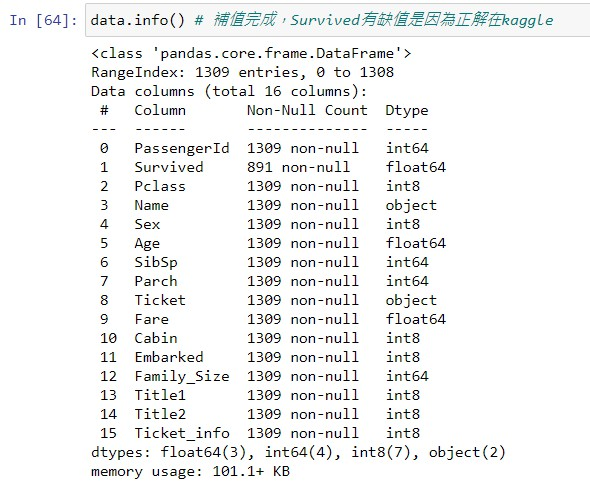 In [64]: data.info() # 補值完成，Survived有缺值是因為正解在kaggle
<class 'pandas.core.frame.DataFrame'>
RangeIndex: 1309 entries, 0 to 1308
Data columns (total 16 columns):
 #   Column       Non-Null Count  Dtype
---  ------       --------------  -----
 0   PassengerId  1309 non-null   int64
 1   Survived     891 non-null    float64
 2   Pclass       1309 non-null   int8
 3   Name         1309 non-null   object
 4   Sex          1309 non-null   int8
 5   Age          1309 non-null   float64
 6   SibSp        1309 non-null   int64
 7   Parch        1309 non-null   int64
 8   Ticket       1309 non-null   object
 9   Fare         1309 non-null   float64
 10  Cabin        1309 non-null   int8
 11  Embarked     1309 non-null   int8
 12  Family_Size  1309 non-null   int64
 13  Title1       1309 non-null   int8
 14  Title2       1309 non-null   int8
 15  Ticket_info  1309 non-null   int8
dtypes: float64(3), int64(4), int8(7), object(2)
memory usage: 101.1+ KB